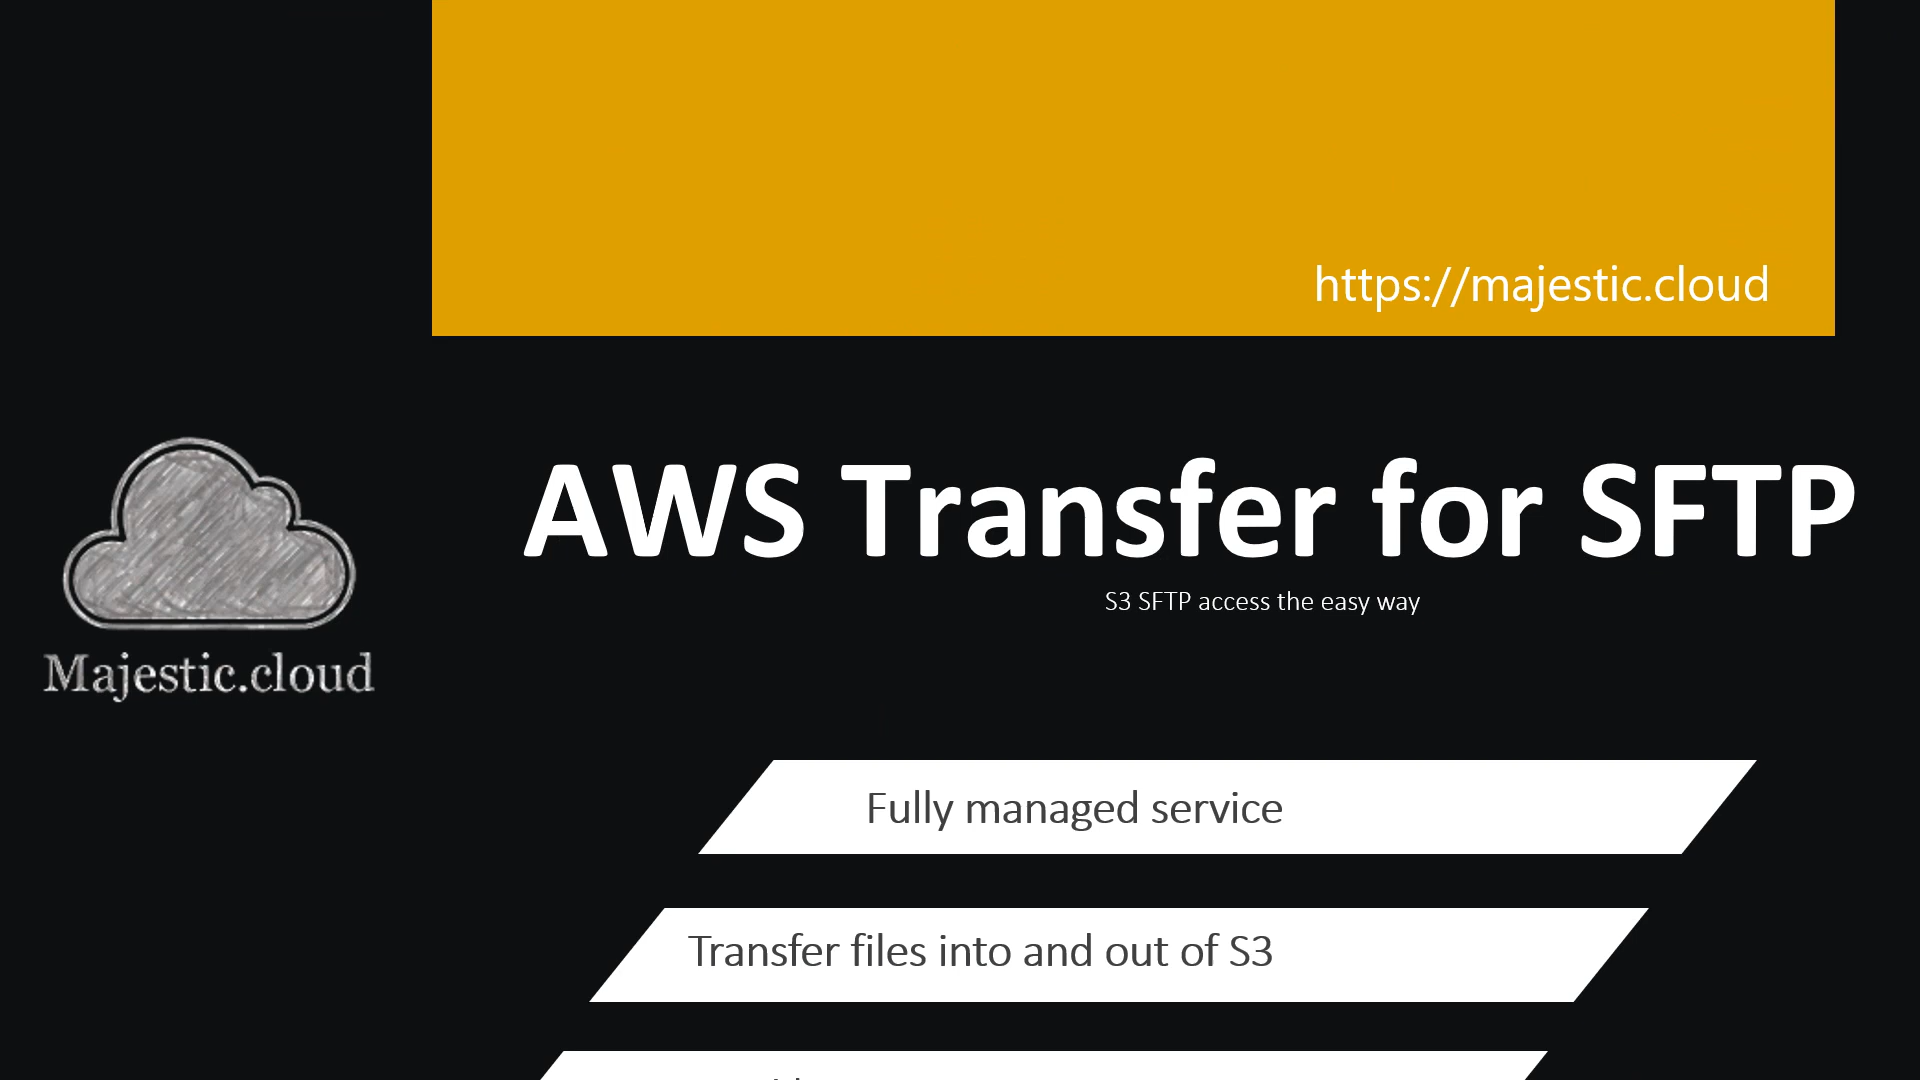 https://majestic.cloud
AWS Transfer for SFTP
S3 SFTP access the easy way
Majestic.cloud
Fully managed service
Transfer files into and out of S3